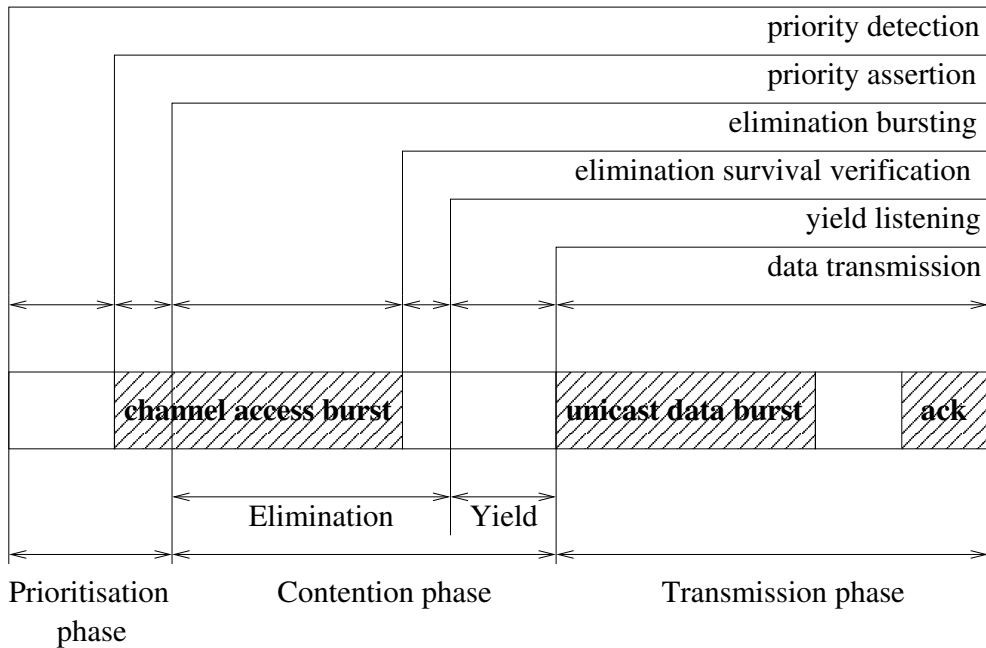 priority detection
priority assertion
elimination bursting
elimination survival verification
yield listening
data transmission
channel access burst
unicast data burst
ack
Elimination
Yield
Prioritisation
phase
Contention phase
Transmission phase